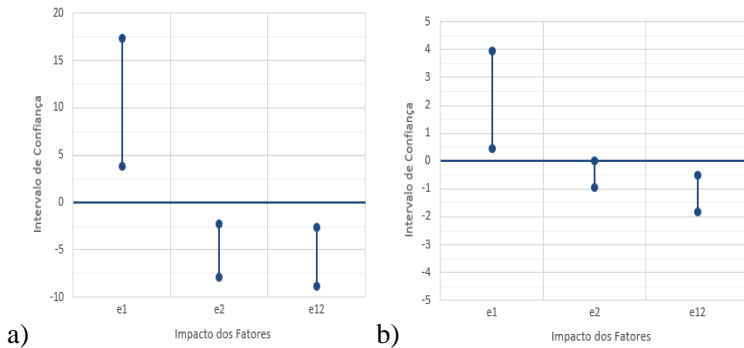 20
15
10
5
0
-5
-10
Intervalo de Confiança
e1 e2 e12
Impacto dos Fatores
a)
5
4
3
2
1
0
-1
-2
-3
-4
-5
Intervalo de Confiança
e1 e2 e12
Impacto dos Fatores
b)